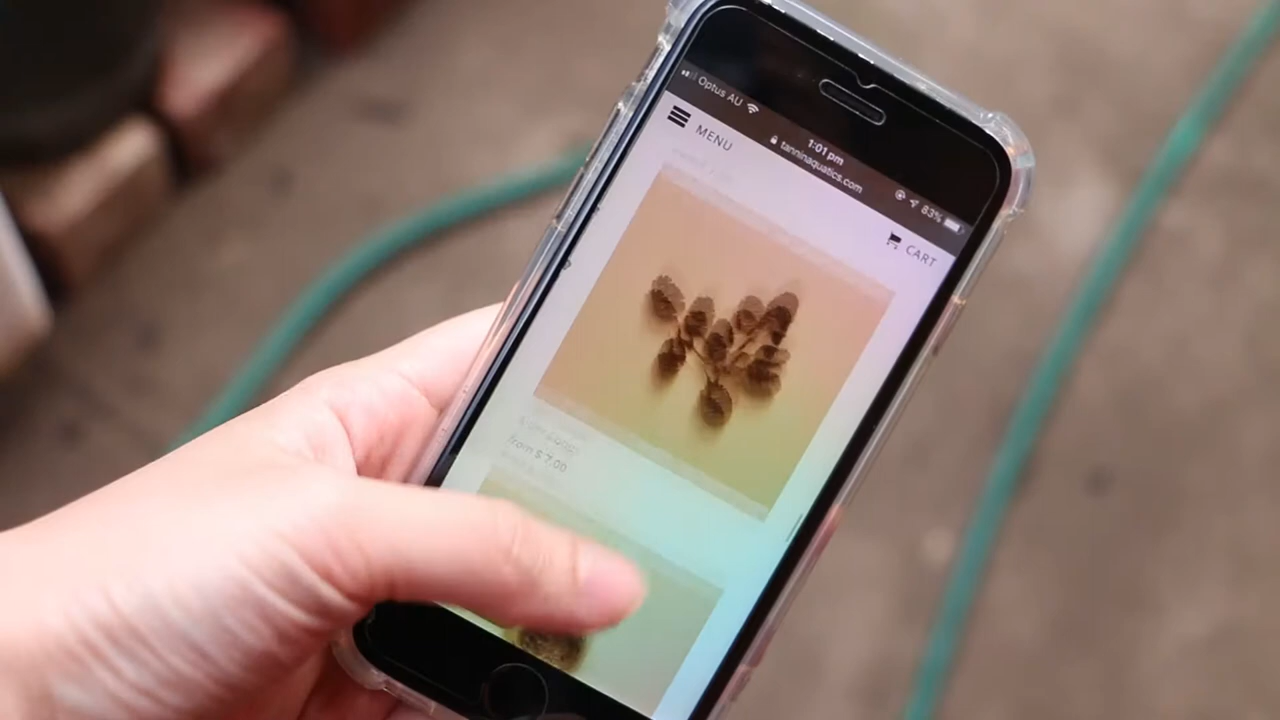 Optus AU
1:01 pm
83%
tanninaquatics.com
MENU
CART
from $ 7.00